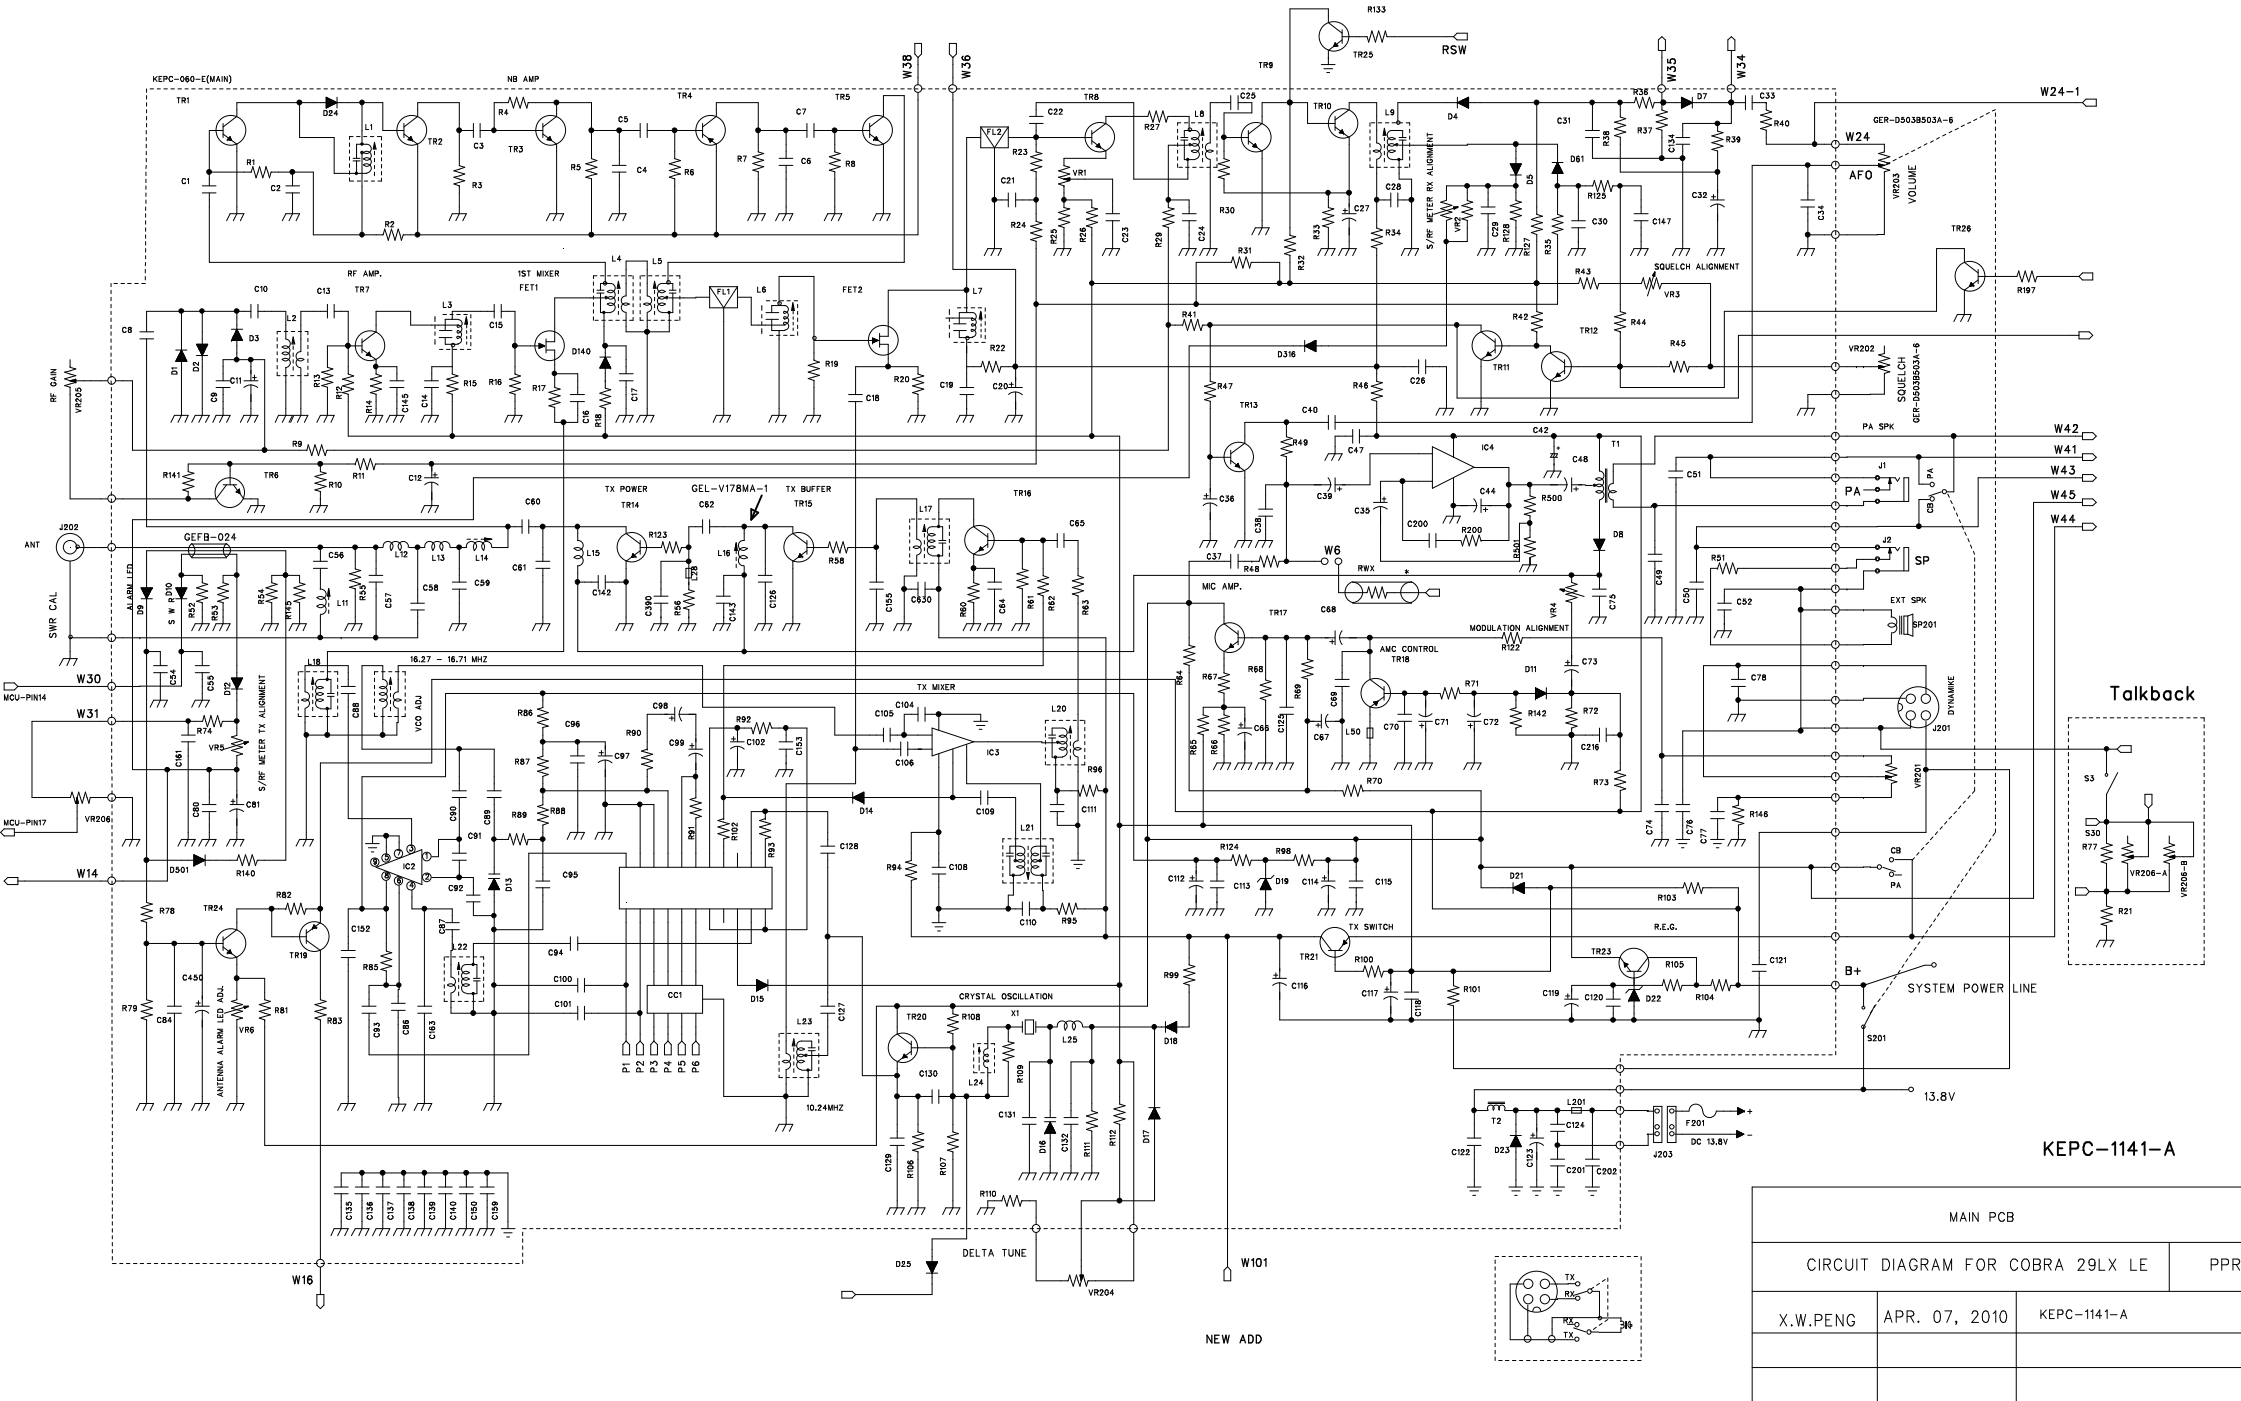 R133
TR25
RSW
W38
W36
TR9
W35
W34
KEPC-060-E(MAIN)
NB AMP
TR1
D24
L1
TR2
R4
C3
TR3
C5
TR4
C7
TR5
C22
TR8
R27
L8
C25
TR10
L9
D4
C31
R36
D7
C33
W24-1
R38
R37
C134
R39
R40
GER-D503B503A-6
W24
AFO
VR203
VOLUME
C1
R1
C2
R3
R5
C4
R6
R7
C6
R8
FL2
R23
C21
VR1
R24
R25
R26
C23
R29
C24
R30
R31
R32
R33
C27
R34
C28
S/RF METER RX ALIGNMENT
VR2
C29
R128
D5
D61
R127
R35
R125
C30
C147
C32
C34
TR26
R2
R197
RF AMP.
TR7
1ST MIXER
FET1
L4
L5
FL1
L6
FET2
L7
R43
SQUELCH ALIGNMENT
VR3
C10
C13
C8
L2
L3
C15
D3
D1
D2
C9
C11
R13
R12
R14
C145
C14
R15
R16
R17
D140
C16
R18
C17
R19
C18
R20
R22
C19
C20
R41
D316
R47
R46
C26
TR11
R42
TR12
R44
R45
VR202
SQUELCH
GER-D503B503A-6
RF GAIN
VR205
TR13
C40
R49
C47
IC4
C42
T1
C48
C51
PA SPK
W42
W41
W43
W45
W44
J1
PA
PA
CB
R9
R141
TR6
R10
R11
C12
TX POWER
TR14
GEL-V178MA-1
C62
TX BUFFER
TR15
L17
TR16
C65
C36
C38
C39
C35
C44
C200
R200
R500
R501
D8
J202
ANT
GEFB-024
C60
L12
L13
L14
C61
L15
R123
L16
R58
C37
R48
W6
RWX
*
R51
J2
SP
ALARM LED
D9
S W R
D10
R52
R53
R54
R145
C56
L11
R55
C57
C58
C59
C142
C390
L28
R56
C143
C126
C155
C630
R60
C64
R61
R62
R63
MIC AMP.
C68
VR4
C75
C49
C50
C52
EXT SPK
SP201
SWR CAL
TR17
MODULATION ALIGNMENT
R122
AMC CONTROL
TR18
MCU-PIN14
W30
C54
C55
D12
L18
C88
16.27 - 16.71 MHZ
VCO ADJ
TX MIXER
R64
R67
R68
R69
C69
C70
C71
R71
C72
D11
R142
C73
R72
C216
R73
C78
DYNAMIKE
J201
Talkback
W31
R74
VR5
C161
S/RF METER TX ALIGNMENT
R86
C96
R90
C98
C99
R92
C102
C153
C105
C104
C106
IC3
L20
R65
R66
C66
C125
C67
L50
R70
R87
C97
R88
R89
R91
R102
R93
D14
C109
R96
C111
VR201
C74
C76
C77
R146
S3
S30
R77
VR206-A
VR206-B
R21
MCU-PIN17
VR206
C80
C81
C90
C89
C91
IC2
C92
D13
C95
C128
R94
C108
L21
C110
R95
D501
R140
W14
C112
R124
C113
D19
R98
C114
C115
D21
R103
CB
PA
R78
TR24
R82
TR19
C152
R85
C87
L22
C94
C100
C101
CC1
D15
TX SWITCH
TR21
R100
R.E.G.
TR23
R105
R104
C121
B+
SYSTEM POWER LINE
R79
C84
C450
VR6
ANTENNA ALARM LED ADJ.
R81
R83
C93
C86
C163
P1
P2
P3
P4
P5
P6
L23
C127
10.24MHZ
CRYSTAL OSCILLATION
TR20
R108
L24
R109
X1
L25
D18
R99
C116
C117
C118
R101
C119
C120
D22
S201
13.8V
C130
C129
R106
R107
C131
D16
C132
R111
R112
D17
T2
C122
D23
C123
C124
L201
C201
C202
J203
F201
+
-
DC 13.8V
KEPC-1141-A
C135
C136
C137
C138
C139
C140
C150
C159
R110
DELTA TUNE
VR204
D25
W16
W101
TX
RX
RX
TX
NEW ADD
MAIN PCB
CIRCUIT DIAGRAM FOR COBRA 29LX LE
PPR
X.W.PENG
APR. 07, 2010
KEPC-1141-A